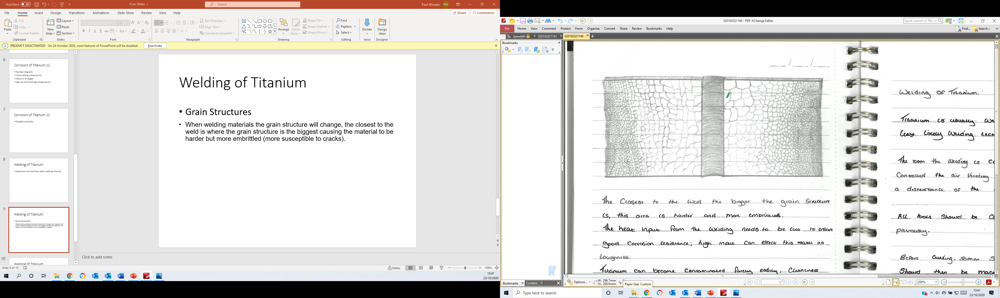 AutoSave Off
ICorr Slides
Search
Paul Wheeler PW
File Home Insert Design Transitions Animations Slide Show Review View Help
Share Comments
Paste
Cut
Copy
Format Painter
Clipboard
New Slide
Layout
Reset
Section
Slides
18
Font
Paragraph
Text Direction
Align Text
Convert to SmartArt
Arrange
Quick Styles
Shape Fill
Shape Outline
Shape Effects
Drawing
Find
Replace
Select
Editing
Dictate
Voice
Design Ideas
Designer
PRODUCT DEACTIVATED On 24 October 2020, most features of PowerPoint will be disabled. Reactivate
6
Corrosion of Titanium 12
• Pourbaix diagrams
• Critical pitting temperatures
• Influence of oxygen
• High salt wt.% and high temperatures
7
Corrosion of Titanium 12
• Probably two slides
8
Welding of Titanium
• Importance of cleanliness when welding titanium
9
Welding of Titanium
• Grain Structures
• When welding materials the grain structure will change, the closest to the
weld is where the grain structure is the biggest causing the material to be
harder but more embrittled (more susceptible to cracks).
10
Welding of Titanium
Welding of Titanium
• Grain Structures
• When welding materials the grain structure will change, the closest to the
weld is where the grain structure is the biggest causing the material to be
harder but more embrittled (more susceptible to cracks).
Click to add notes
Slide 9 of 10
Notes
104%
13:41
23/10/2020
S20102321140 - PDF-XChange Editor
Quick Launch (CTRL+.)
File Home View Comment Protect Form Organize Convert Share Review Bookmarks Help
Find... Search...
bpweldti S20102321141 S20102321140
Bookmarks
The Closest to the weld the bigger the grain Structure
is, this area is harder and more embrittled.
The heat input from the welding needs to be low to ensure
good Corrosion resistance; high input can effect this aswell as
toughness.
Titanium can become Contaminated farely easily, Cleanliness
Welding of Titanium.
Titanium is usually we
least likely welding tech
The room the welding is Co
Controlled the air Velocity
a disturbance of the.
All tools should be Co
previously.
Before cutting, 50mm S
Should then be mach
Bookmarks Content
Options...
W: 296.7mm
H: 209.9mm
Paper Size: Custom
1/1
200%
Type here to search
13:41
23/10/2020